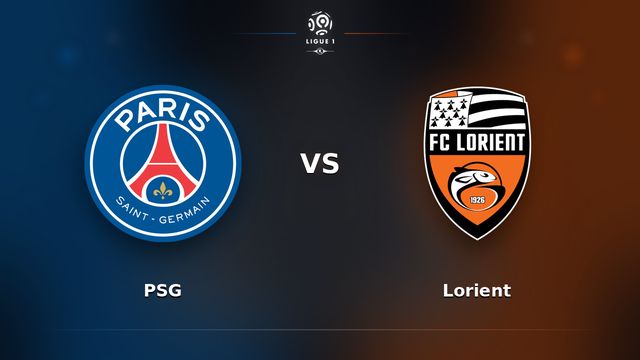 LIGUE 1
PARIS
SAINT - GERMAIN
VS
FC LORIENT
1926
PSG
Lorient